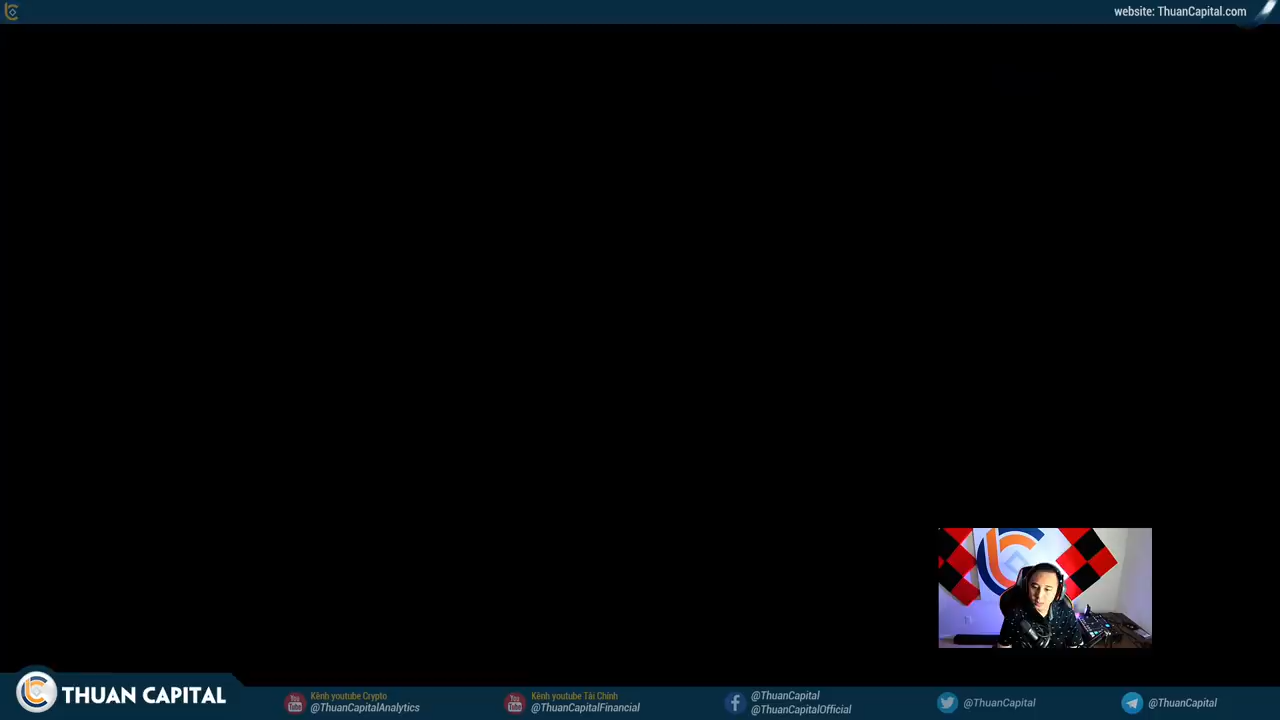 website: ThuanCapital.com
THUAN CAPITAL
Kênh youtube Crypto
@ThuanCapitalAnalytics
Kênh youtube Tài Chính
@ThuanCapitalFinancial
@ThuanCapital
@ThuanCapitalOfficial
@ThuanCapital
@ThuanCapital